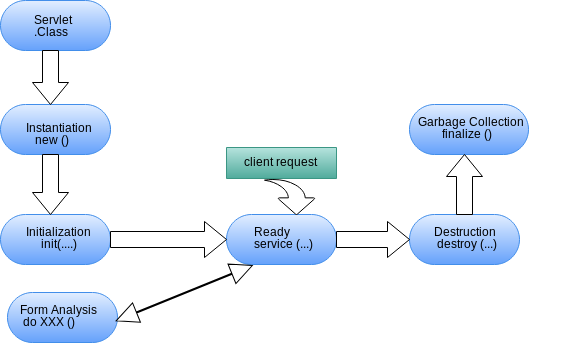 Servlet
.Class
Instantiation
new ()
Garbage Collection
finalize ()
client request
Initialization
init(....)
Ready
service (...)
Destruction
destroy (...)
Form Analysis
do XXX ()